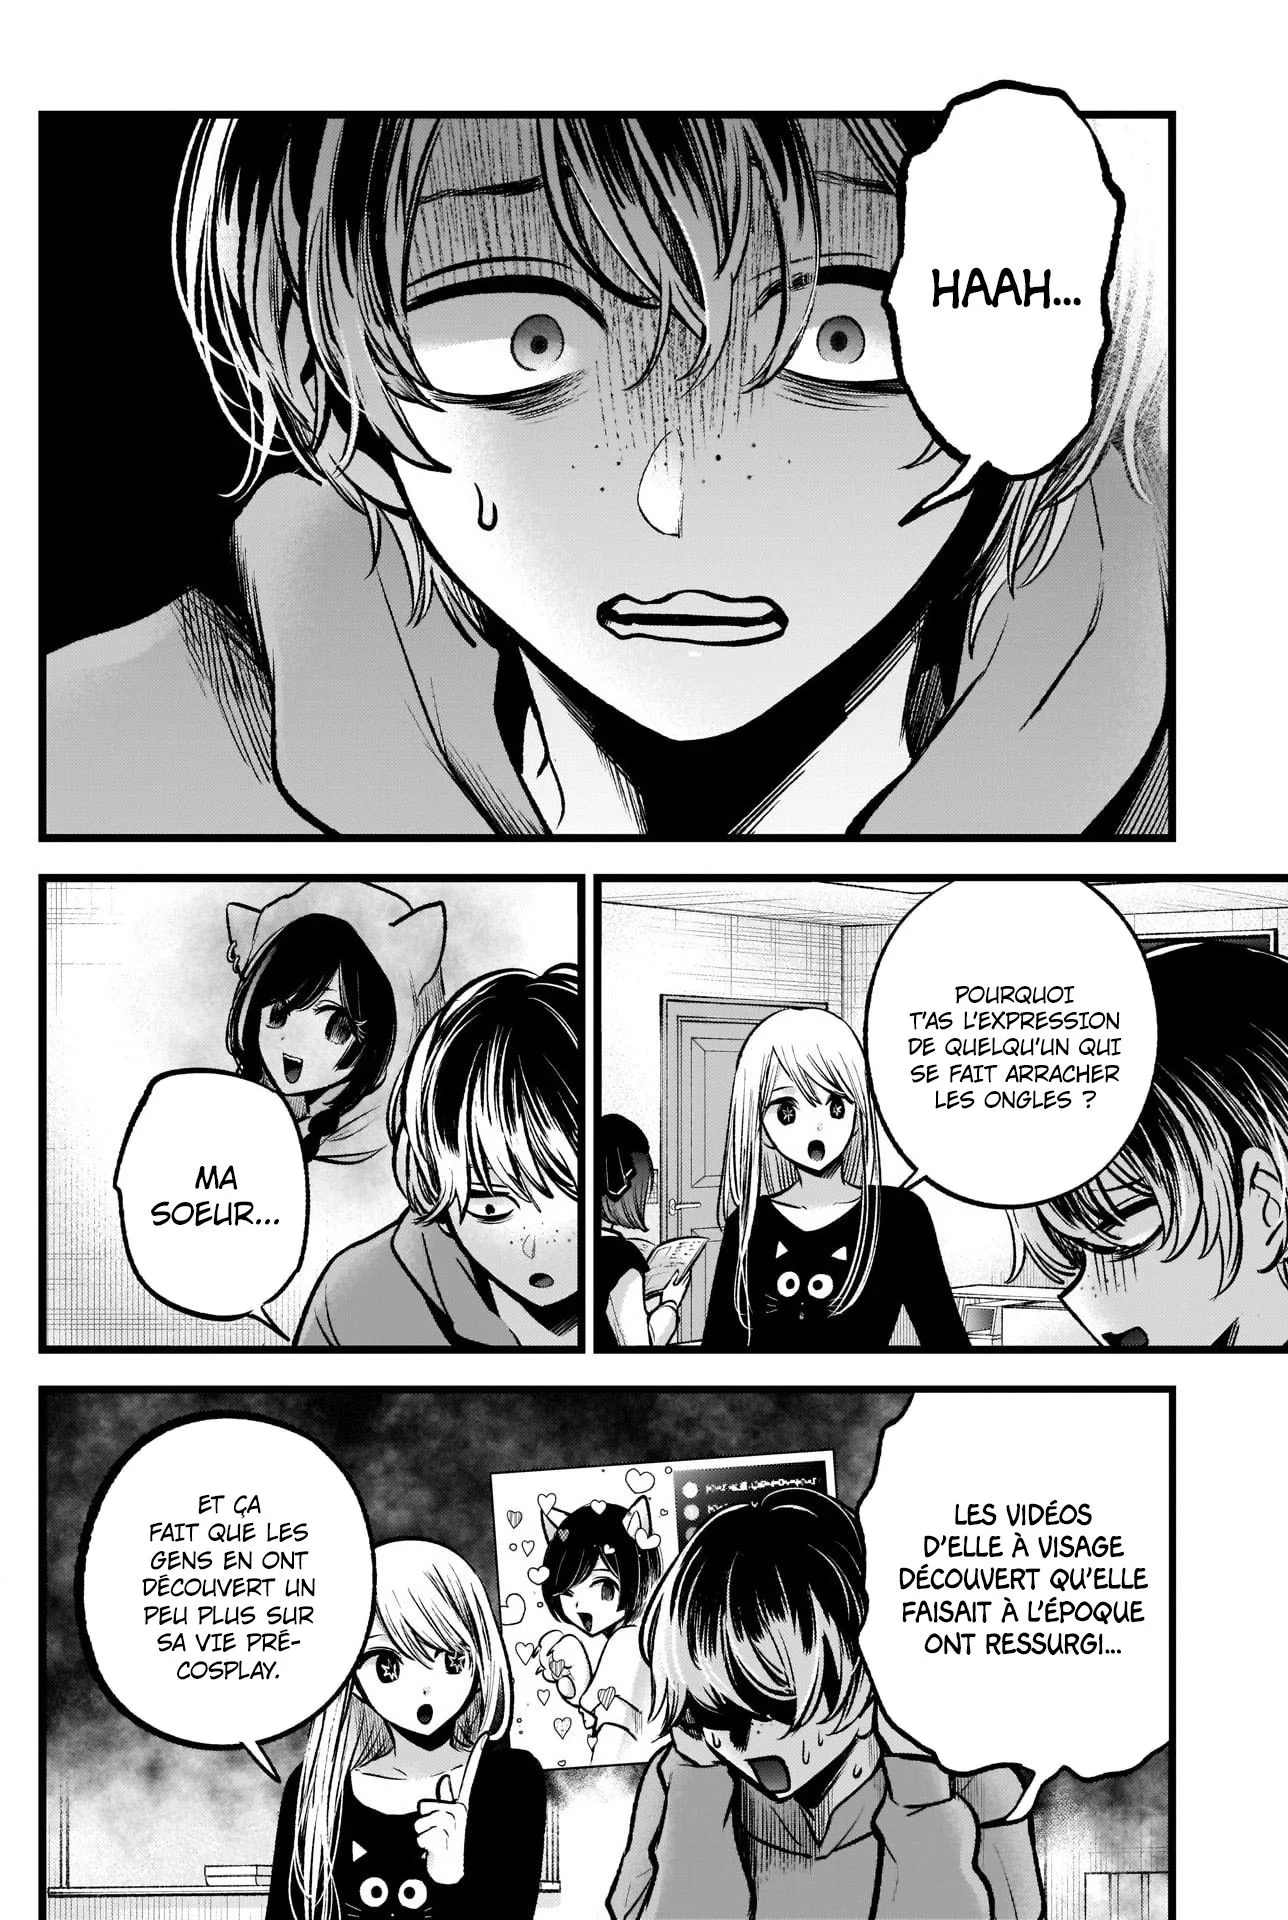 HAAH...
POURQUOI
T'AS L'EXPRESSION
DE QUELQU'UN QUI
SE FAIT ARRACHER
LES ONGLES ?
MA
SOEUR...
LES VIDÉOS
D'ELLE À VISAGE
DÉCOUVERT QU'ELLE
FAISAIT À L'ÉPOQUE
ONT RESSURGI...
ET ÇA
FAIT QUE LES
GENS EN ONT
DÉCOUVERT UN
PEU PLUS SUR
SA VIE PRÉ-
COSPLAY.